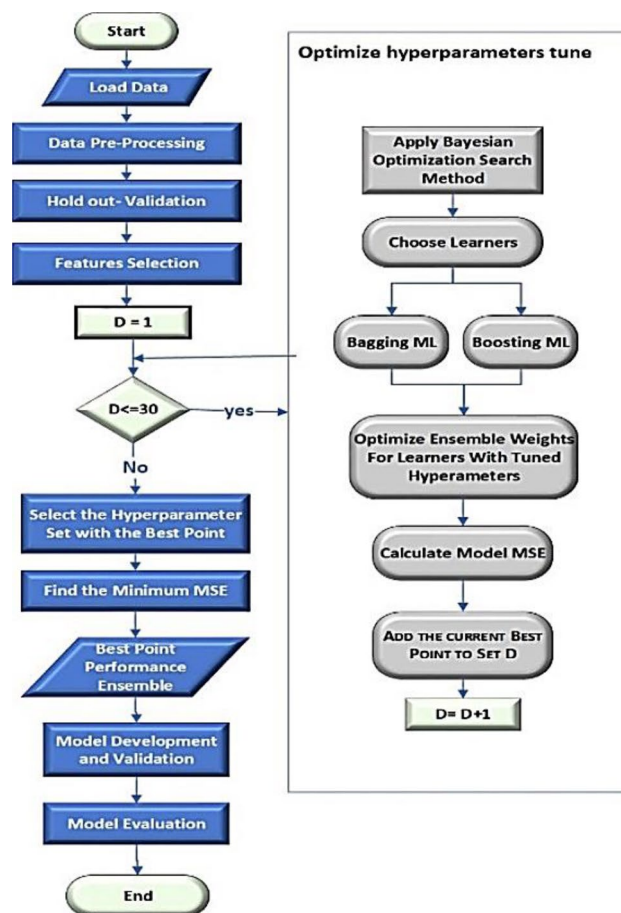 Start
Load Data
Data Pre-Processing
Hold out- Validation
Features Selection
D = 1
D<=30
yes
No
Select the Hyperparameter
Set with the Best Point
Find the Minimum MSE
Best Point
Performance
Ensemble
Model Development
and Validation
Model Evaluation
End
Optimize hyperparameters tune
Apply Bayesian
Optimization Search
Method
Choose Learners
Bagging ML
Boosting ML
Optimize Ensemble Weights
For Learners With Tuned
Hyperameters
Calculate Model MSE
ADD THE CURRENT BEST
POINT TO SET D
D= D+1